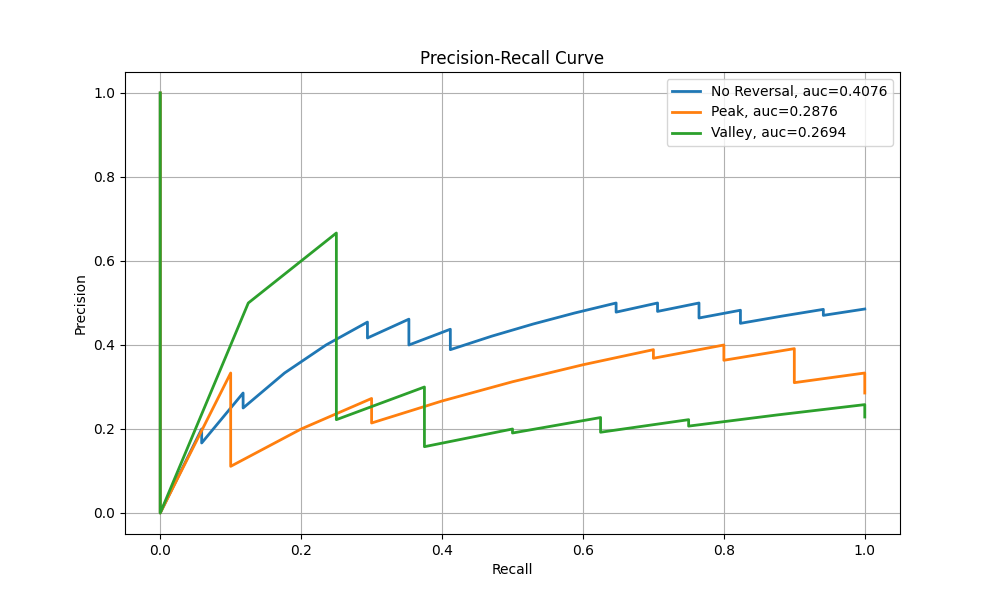 Precision-Recall Curve
No Reversal, auc=0.4076
Peak, auc=0.2876
Valley, auc=0.2694
Precision
1.0
0.8
0.6
0.4
0.2
0.0
0.0 0.2 0.4 0.6 0.8 1.0
Recall